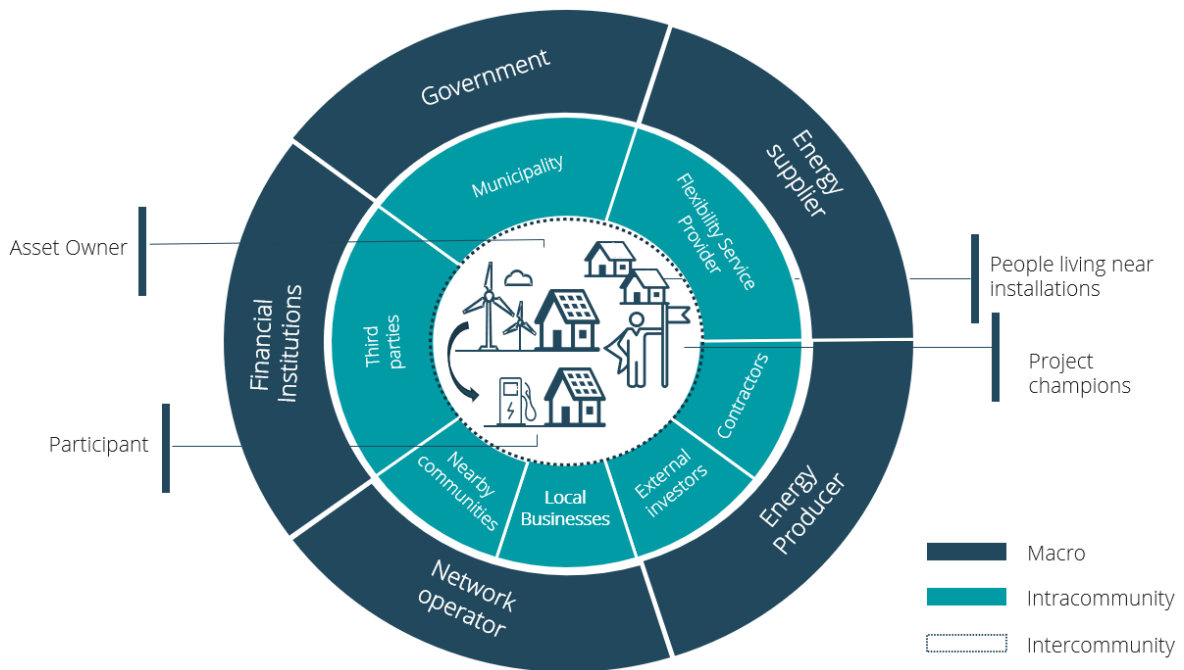 Government
Energy
supplier
Municipality
Flexibility Service
Provider
Asset Owner
People living near
installations
Financial
Institutions
Third
parties
Project
champions
Contractors
Participant
Nearby
communities
Local
Businesses
External
investors
Energy
Producer
Network
operator
Macro
Intracommunity
Intercommunity